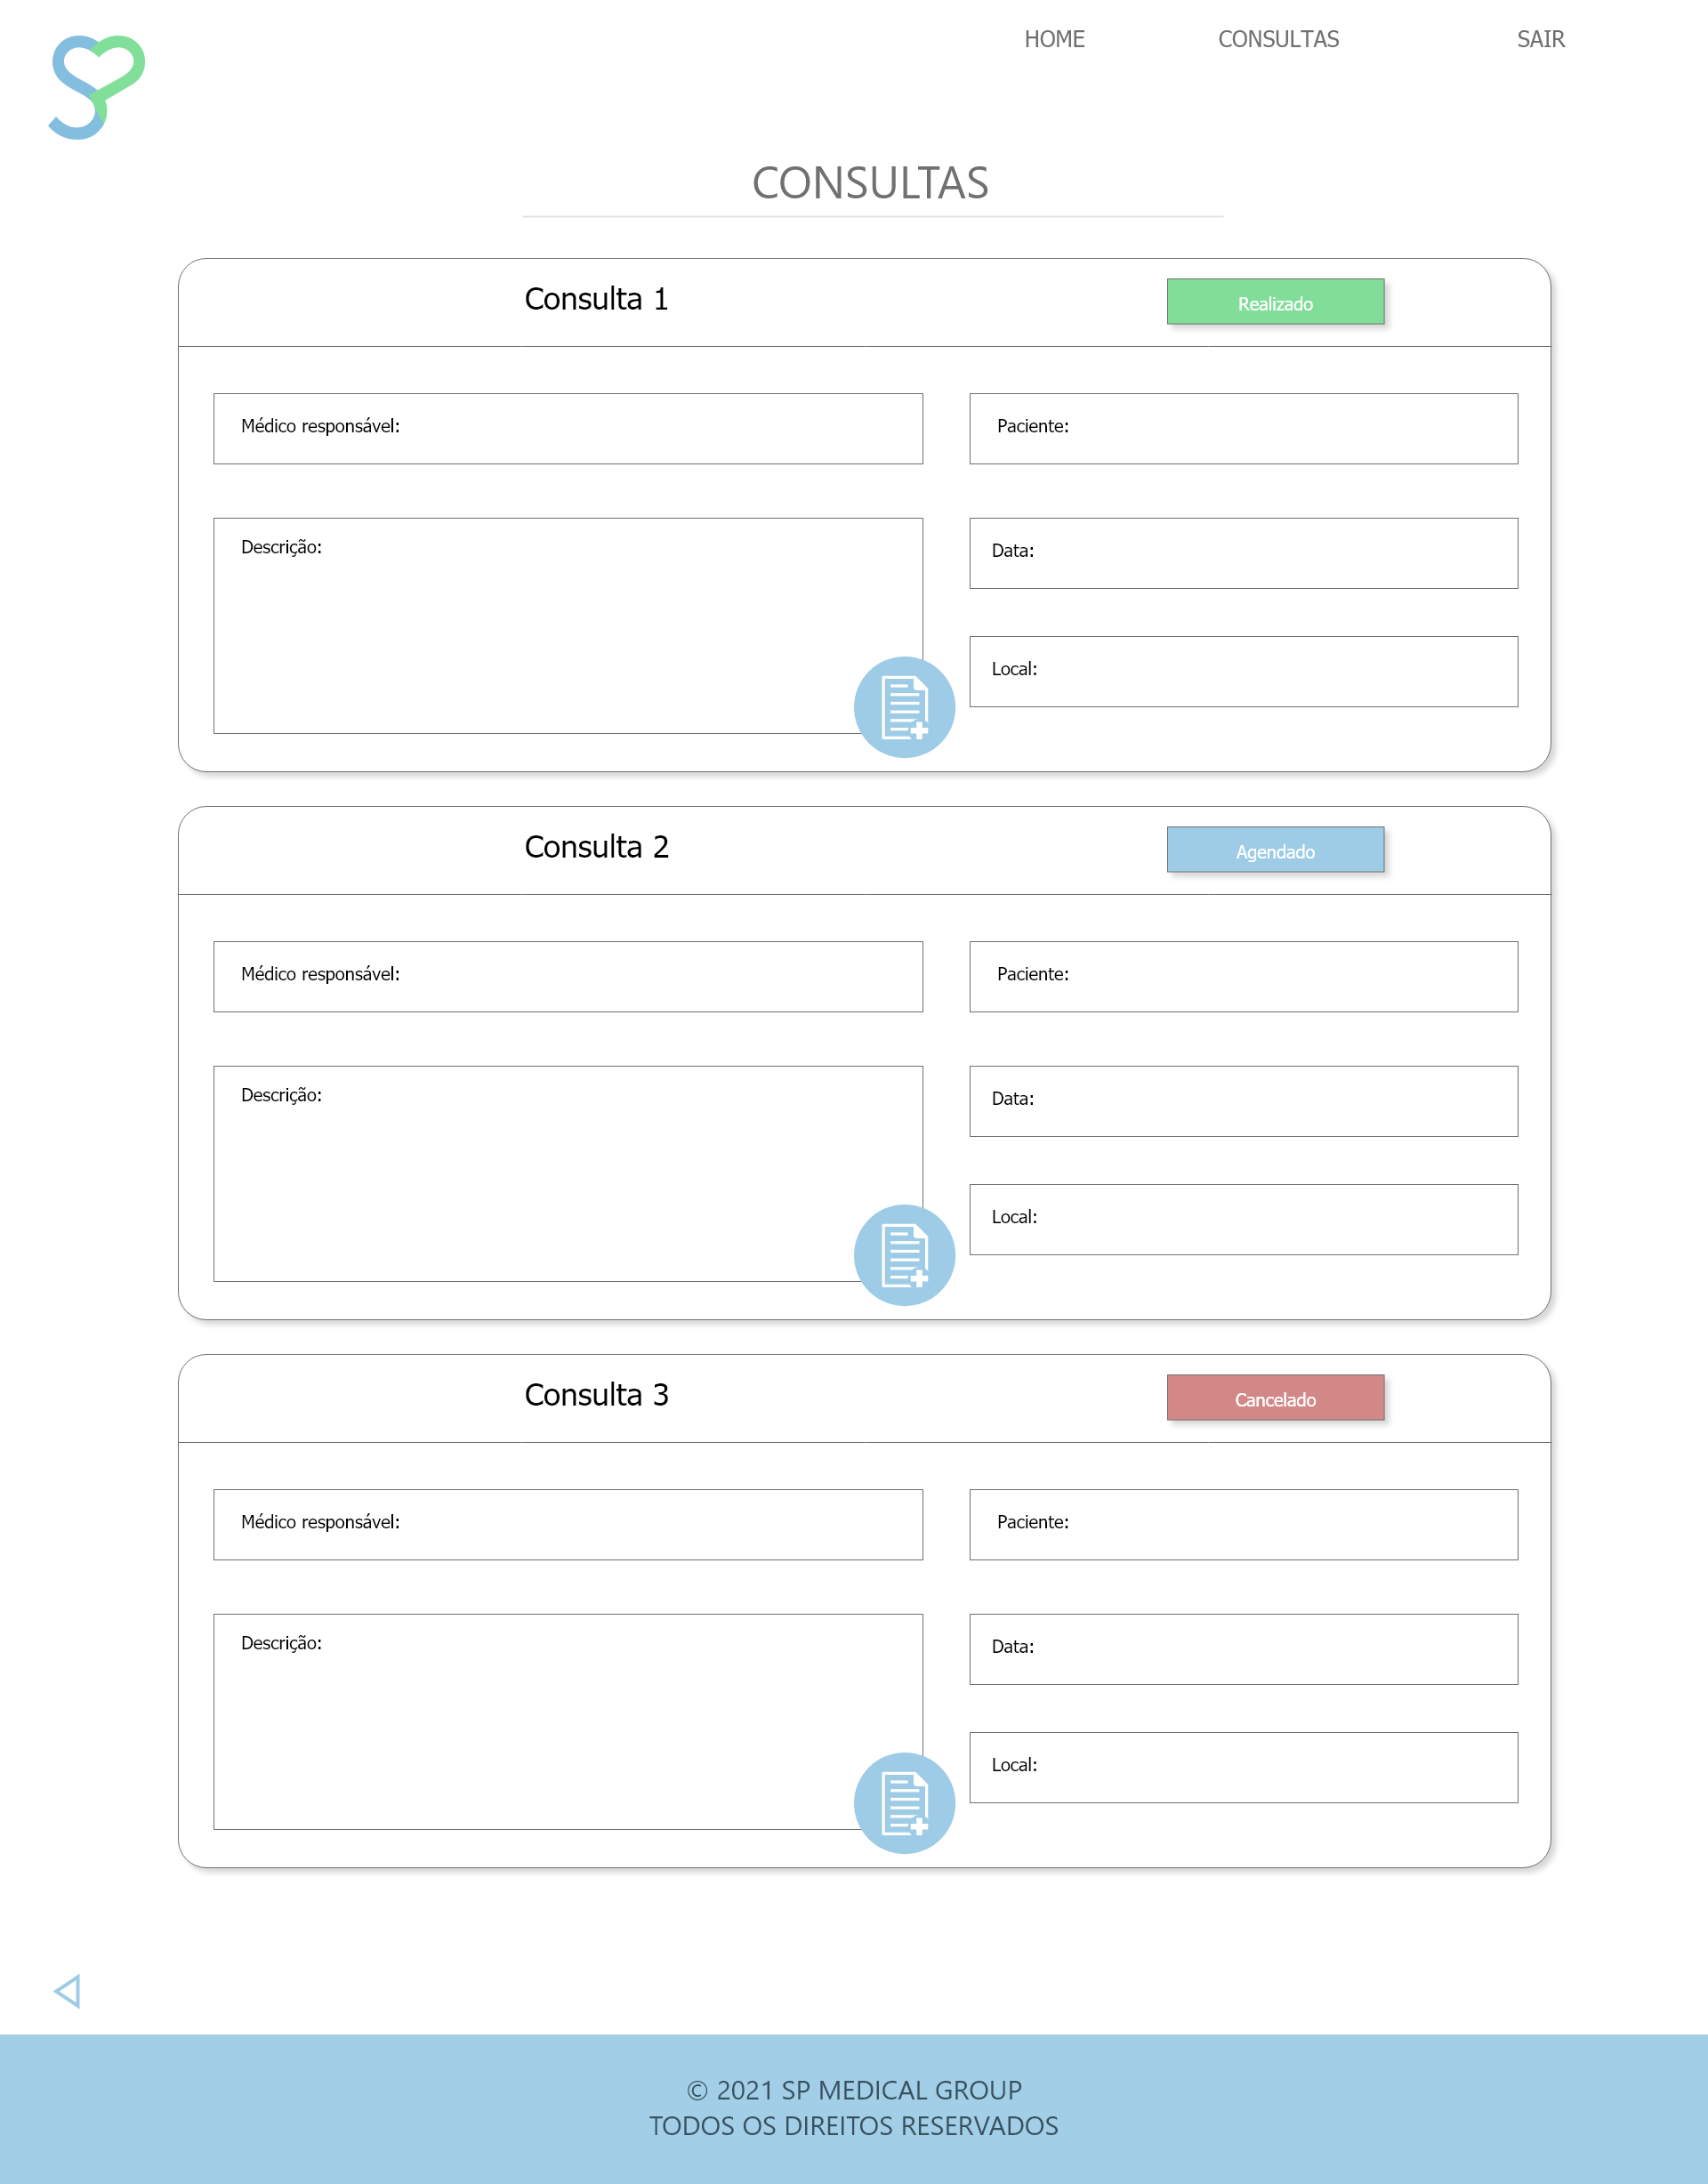 HOME CONSULTAS SAIR
CONSULTAS
Consulta 1 Realizado
Médico responsável: Paciente:
Descrição: Data:
Local:
Consulta 2 Agendado
Médico responsável: Paciente:
Descrição: Data:
Local:
Consulta 3 Cancelado
Médico responsável: Paciente:
Descrição: Data:
Local:
© 2021 SP MEDICAL GROUP
TODOS OS DIREITOS RESERVADOS